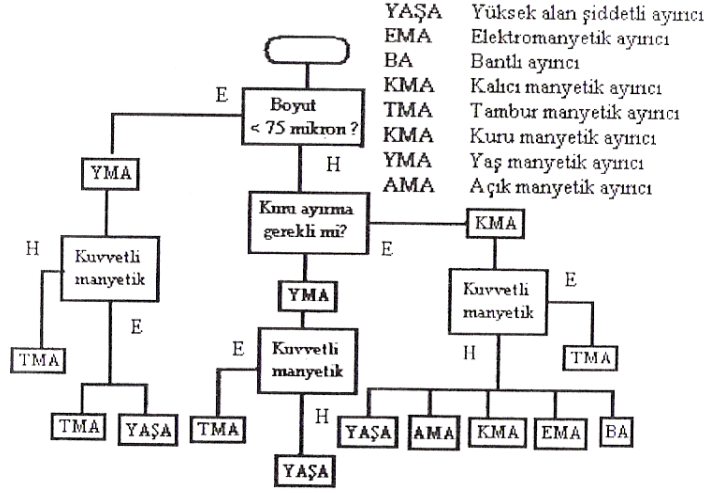 YAŞA Yüksek alan şiddetli ayırıcı
EMA Elektromanyetik ayırıcı
BA Bantlı ayırıcı
KMA Kalıcı manyetik ayırıcı
TMA Tambur manyetik ayırıcı
KMA Kuru manyetik ayırıcı
YMA Yaş manyetik ayırıcı
AMA Açık manyetik ayırıcı
E
Boyut
< 75 mikron ?
H
YMA
Kuru ayırma
gerekli mi?
E
KMA
H
Kuvvetli
manyetik
E
YMA
Kuvvetli
manyetik
E
H
TMA
E
Kuvvetli
manyetik
H
TMA
TMA
YAŞA
TMA
YAŞA
YAŞA
AMA
KMA
EMA
BA